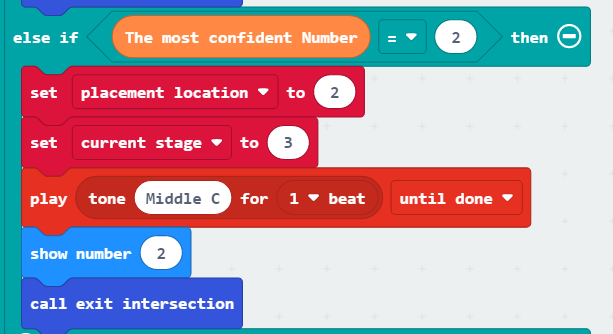 else if The most confident Number = 2 then
set placement location to 2
set current stage to 3
play tone Middle C for 1 beat until done
show number 2
call exit intersection